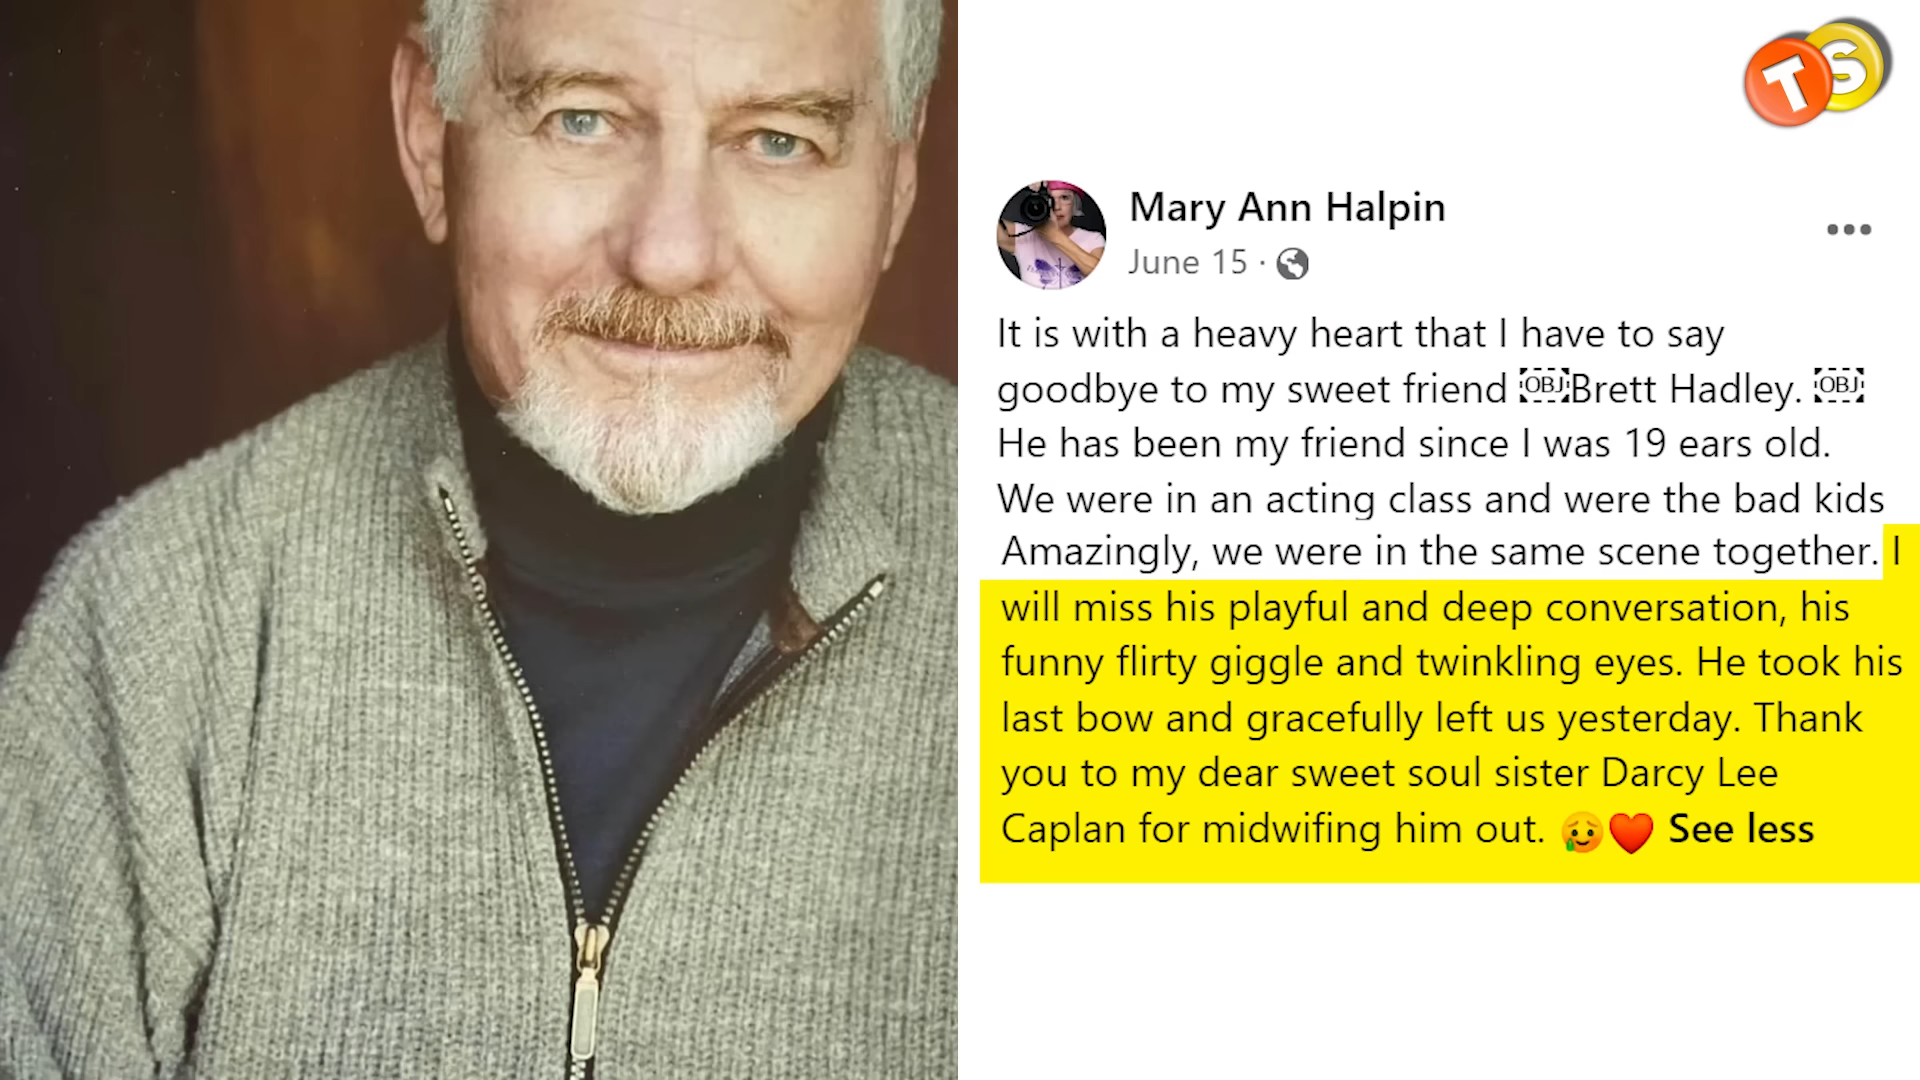 TS
Mary Ann Halpin
June 15 ·
It is with a heavy heart that I have to say
goodbye to my sweet friend OBJBrett Hadley. OBJ
He has been my friend since I was 19 ears old.
We were in an acting class and were the bad kids
Amazingly, we were in the same scene together. I
will miss his playful and deep conversation, his
funny flirty giggle and twinkling eyes. He took his
last bow and gracefully left us yesterday. Thank
you to my dear sweet soul sister Darcy Lee
Caplan for midwifing him out. 🥲❤️ See less